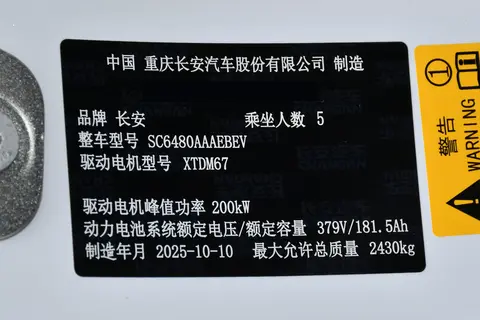 中国 重庆长安汽车股份有限公司 制造
品牌 长安 乘坐人数 5
整车型号 SC6480AAAEBEV
驱动电机型号 XTDM67
驱动电机峰值功率 200kW
动力电池系统额定电压/额定容量 379V/181.5Ah
制造年月 2025-10-10 最大允许总质量 2430kg
①
警告 WARNING